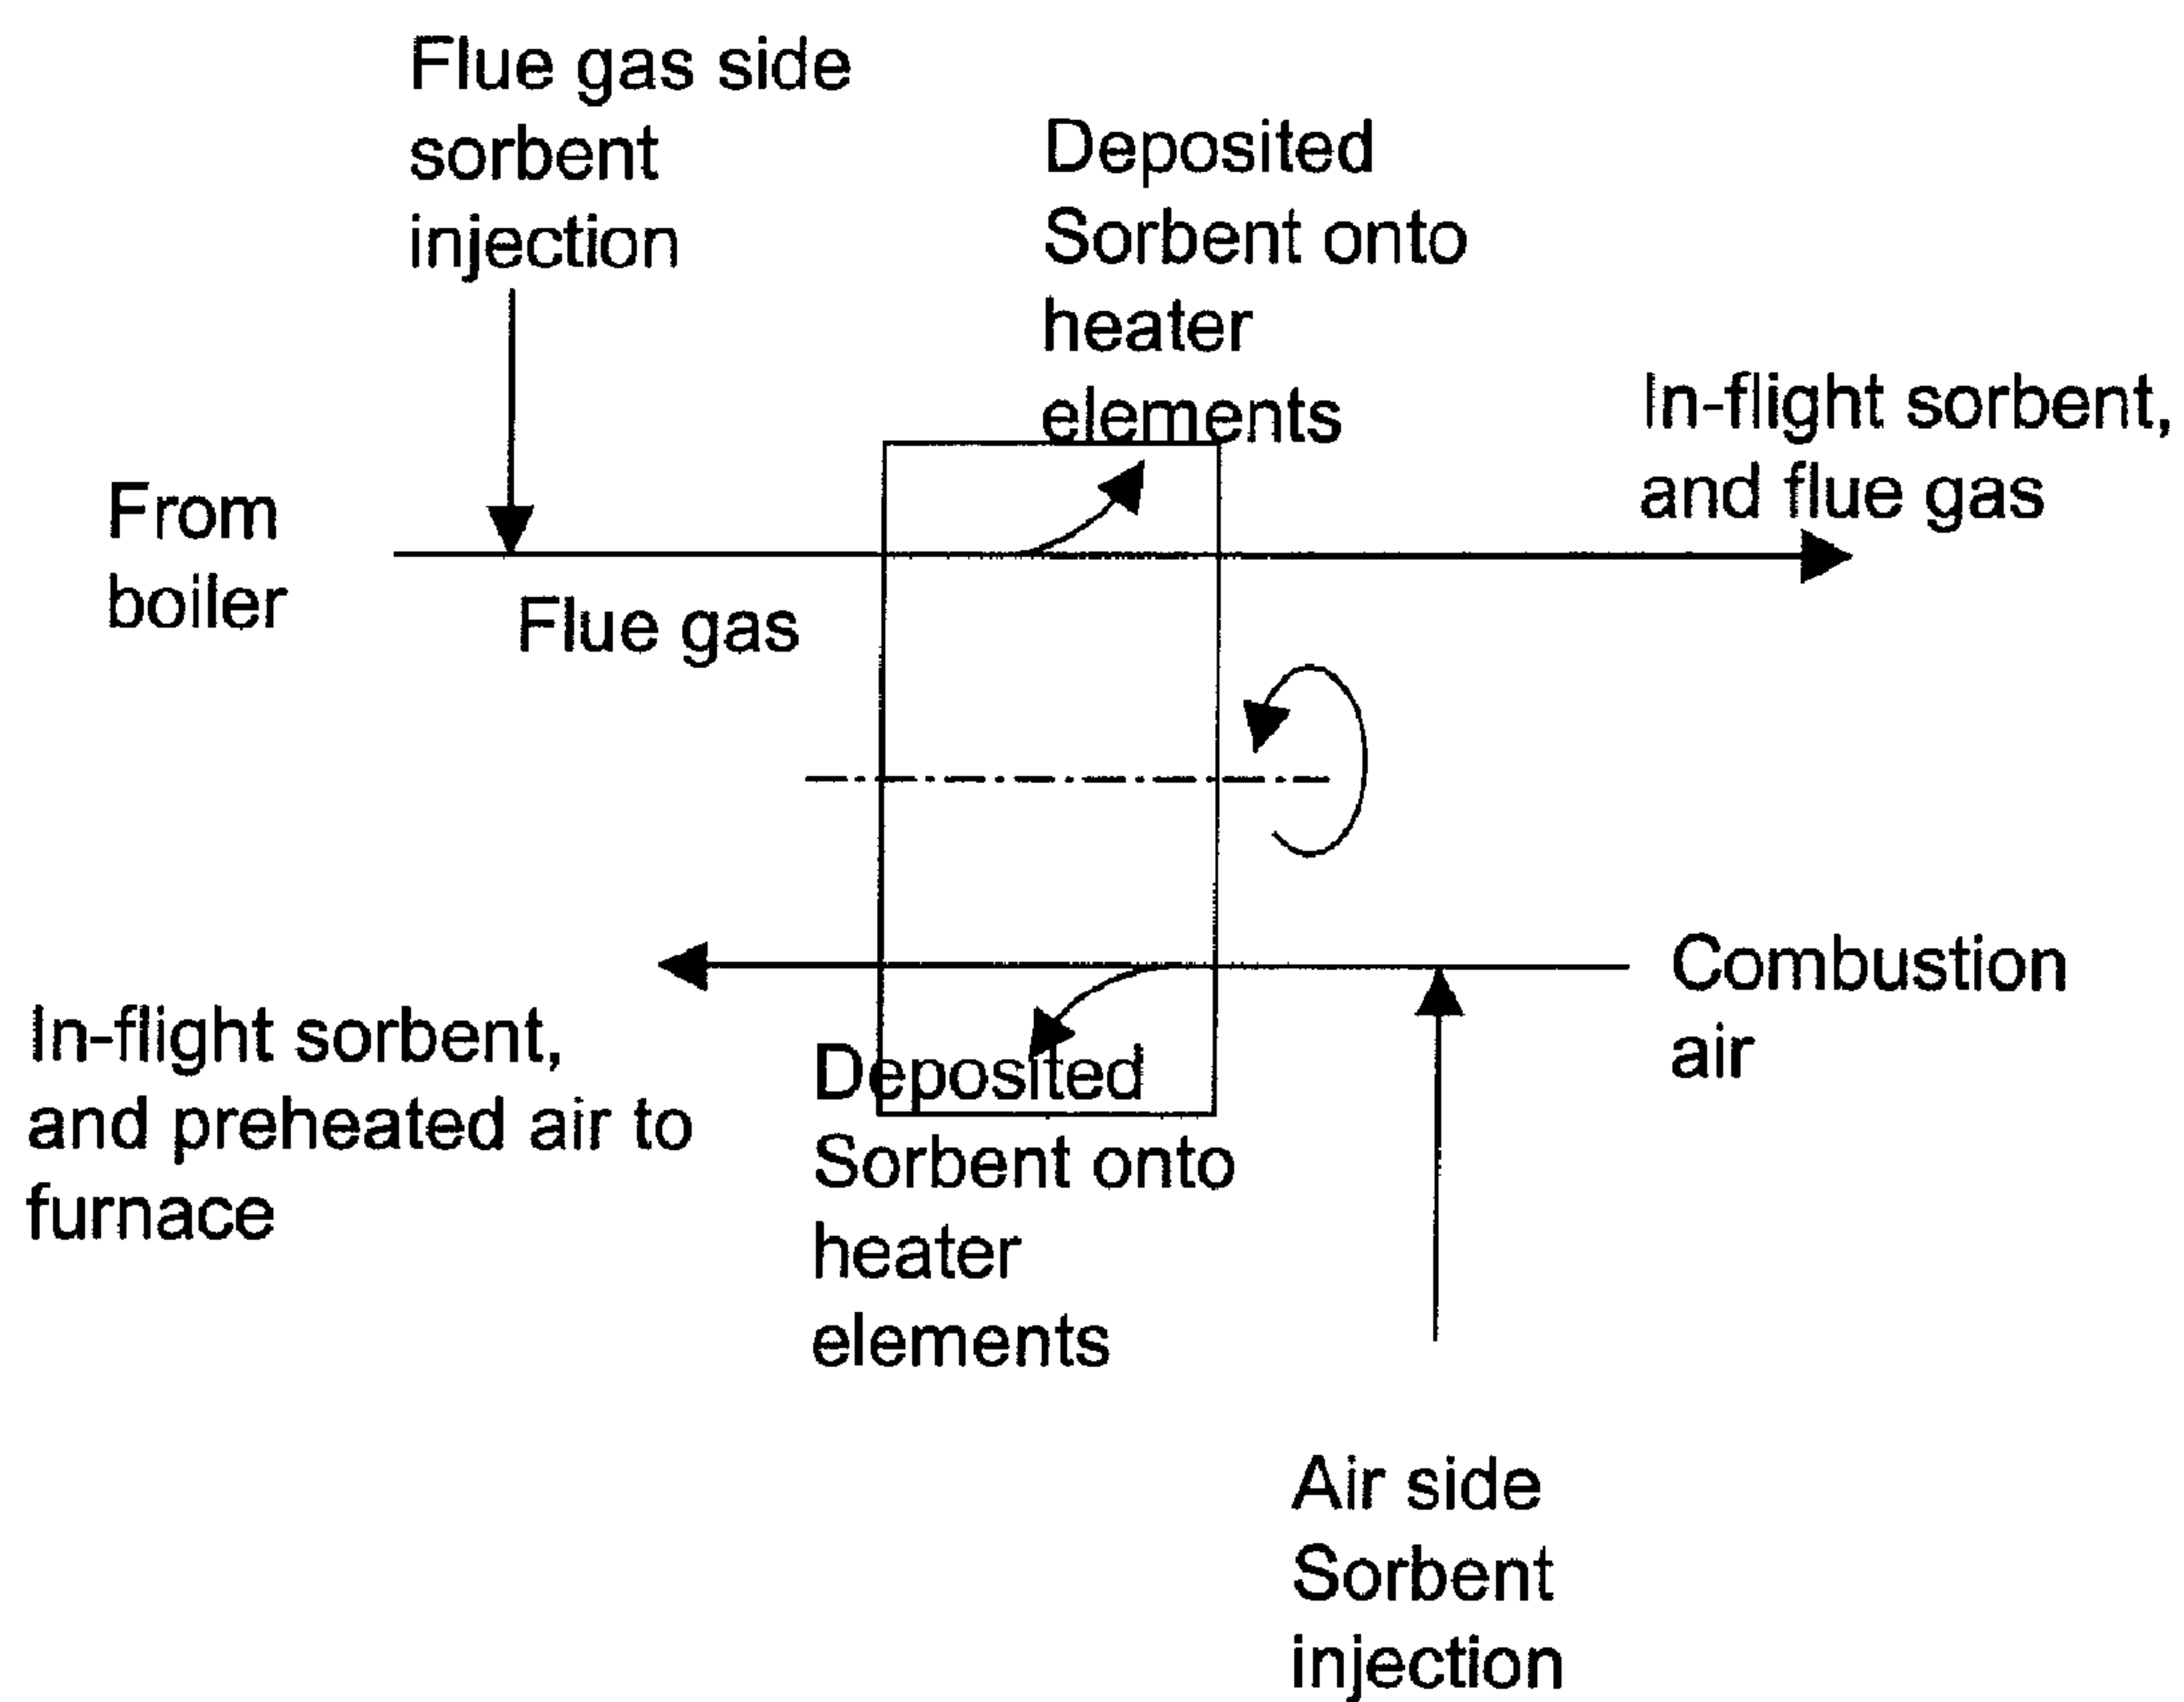 Flue gas side
sorbent
injection
Deposited
Sorbent onto
heater
elements
In-flight sorbent,
and flue gas
From
boiler
Flue gas
Combustion
air
In-flight sorbent,
and preheated air to
furnace
Deposited
Sorbent onto
heater
elements
Air side
Sorbent
injection